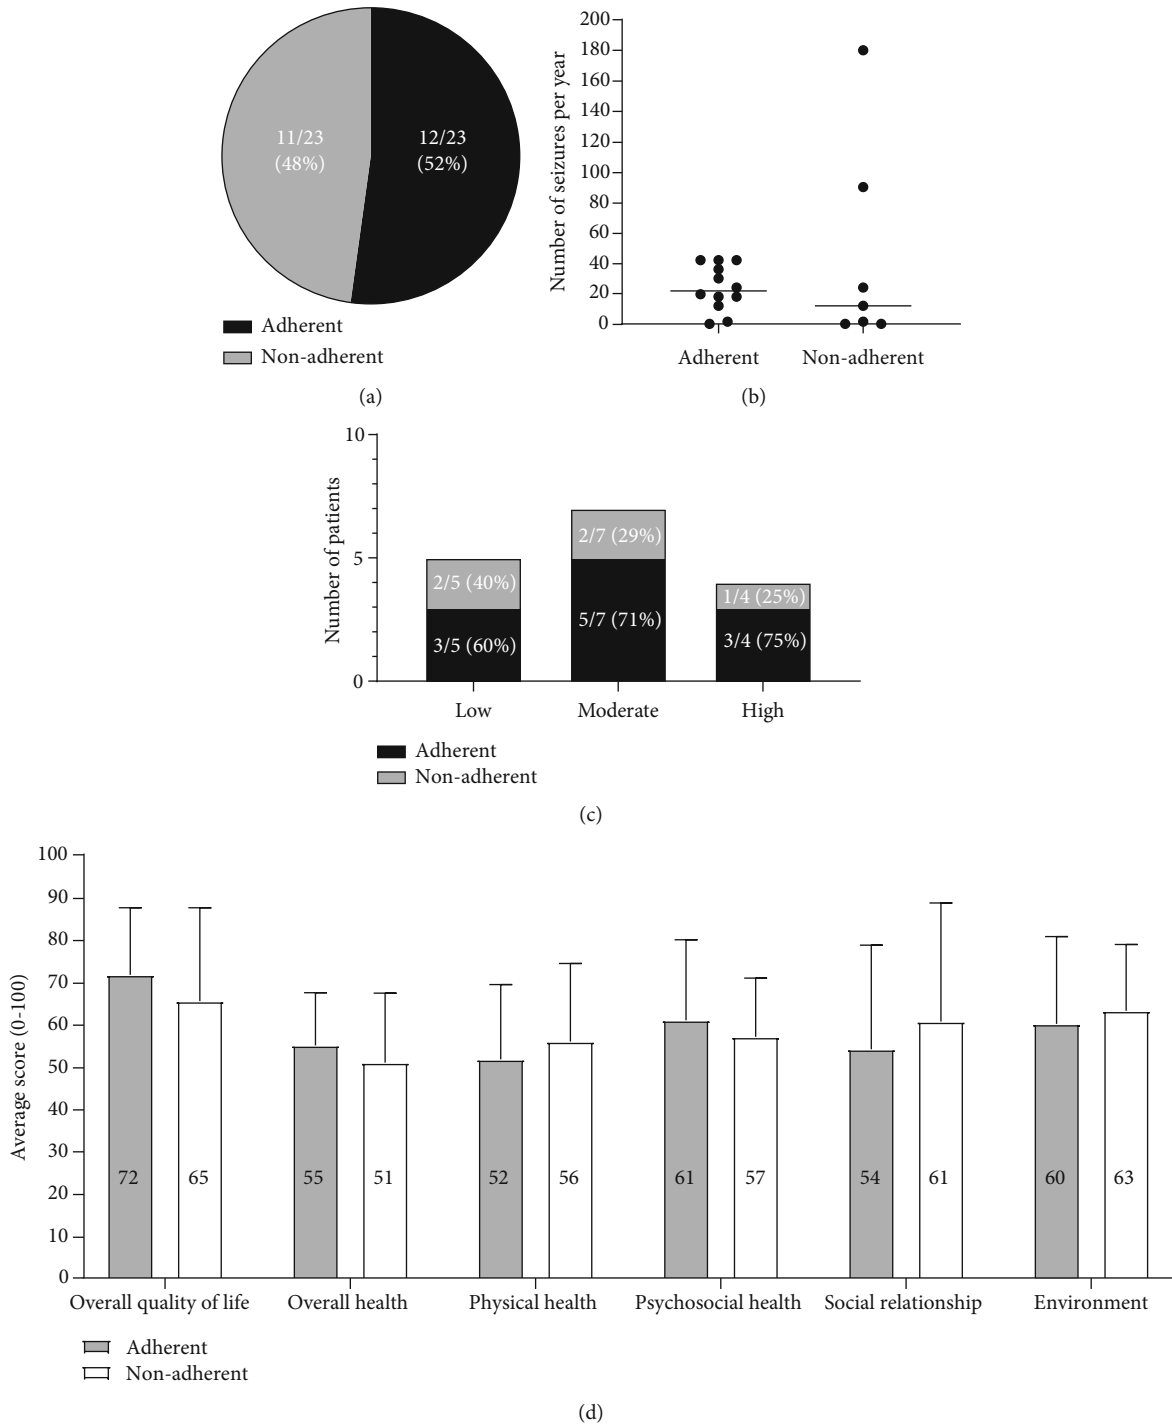 11/23
(48%)
12/23
(52%)
Adherent
Non-adherent
(a)
Number of seizures per year
200
180
160
140
120
100
80
60
40
20
0
Adherent
Non-adherent
(b)
Number of patients
10
5
0
2/5 (40%)
3/5 (60%)
2/7 (29%)
5/7 (71%)
1/4 (25%)
3/4 (75%)
Low
Moderate
High
Adherent
Non-adherent
(c)
Average score (0-100)
100
90
80
70
60
50
40
30
20
10
0
72
65
55
51
52
56
61
57
54
61
60
63
Overall quality of life
Overall health
Physical health
Psychosocial health
Social relationship
Environment
Adherent
Non-adherent
(d)